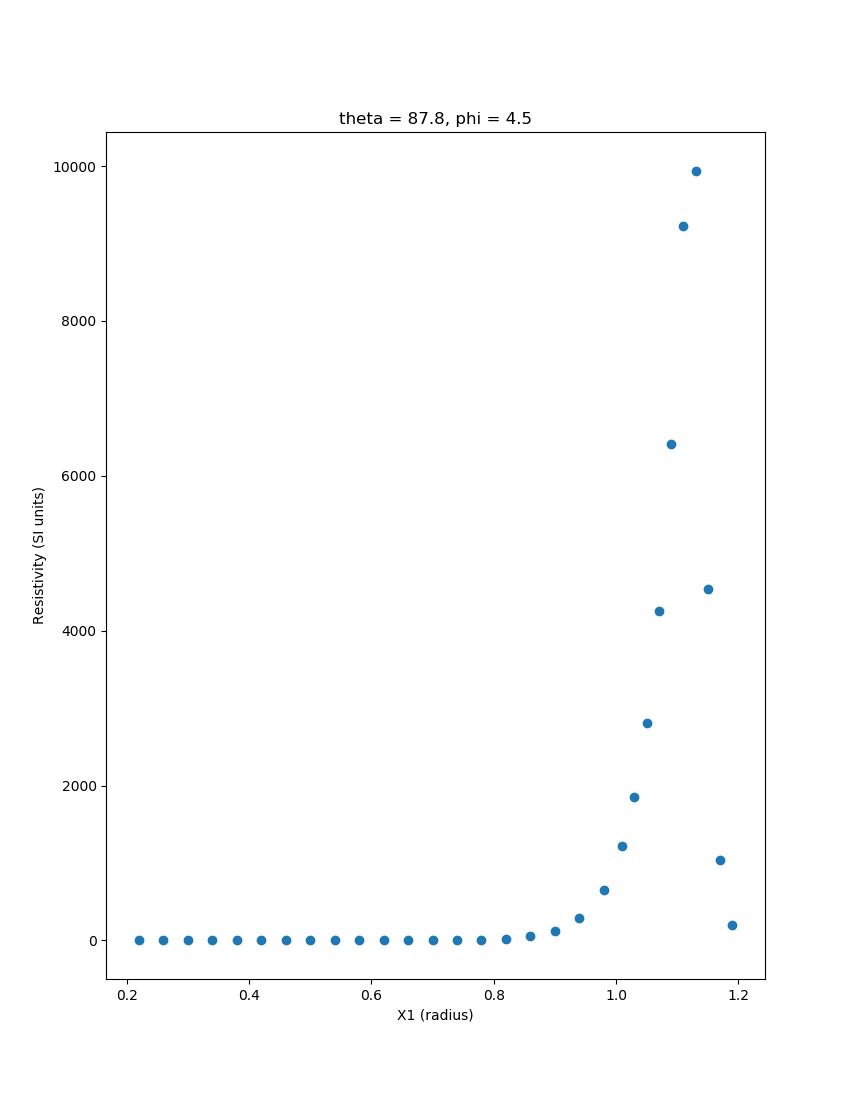 theta = 87.8, phi = 4.5
10000
8000
6000
4000
2000
0
Resistivity (SI units)
0.2 0.4 0.6 0.8 1.0 1.2
X1 (radius)